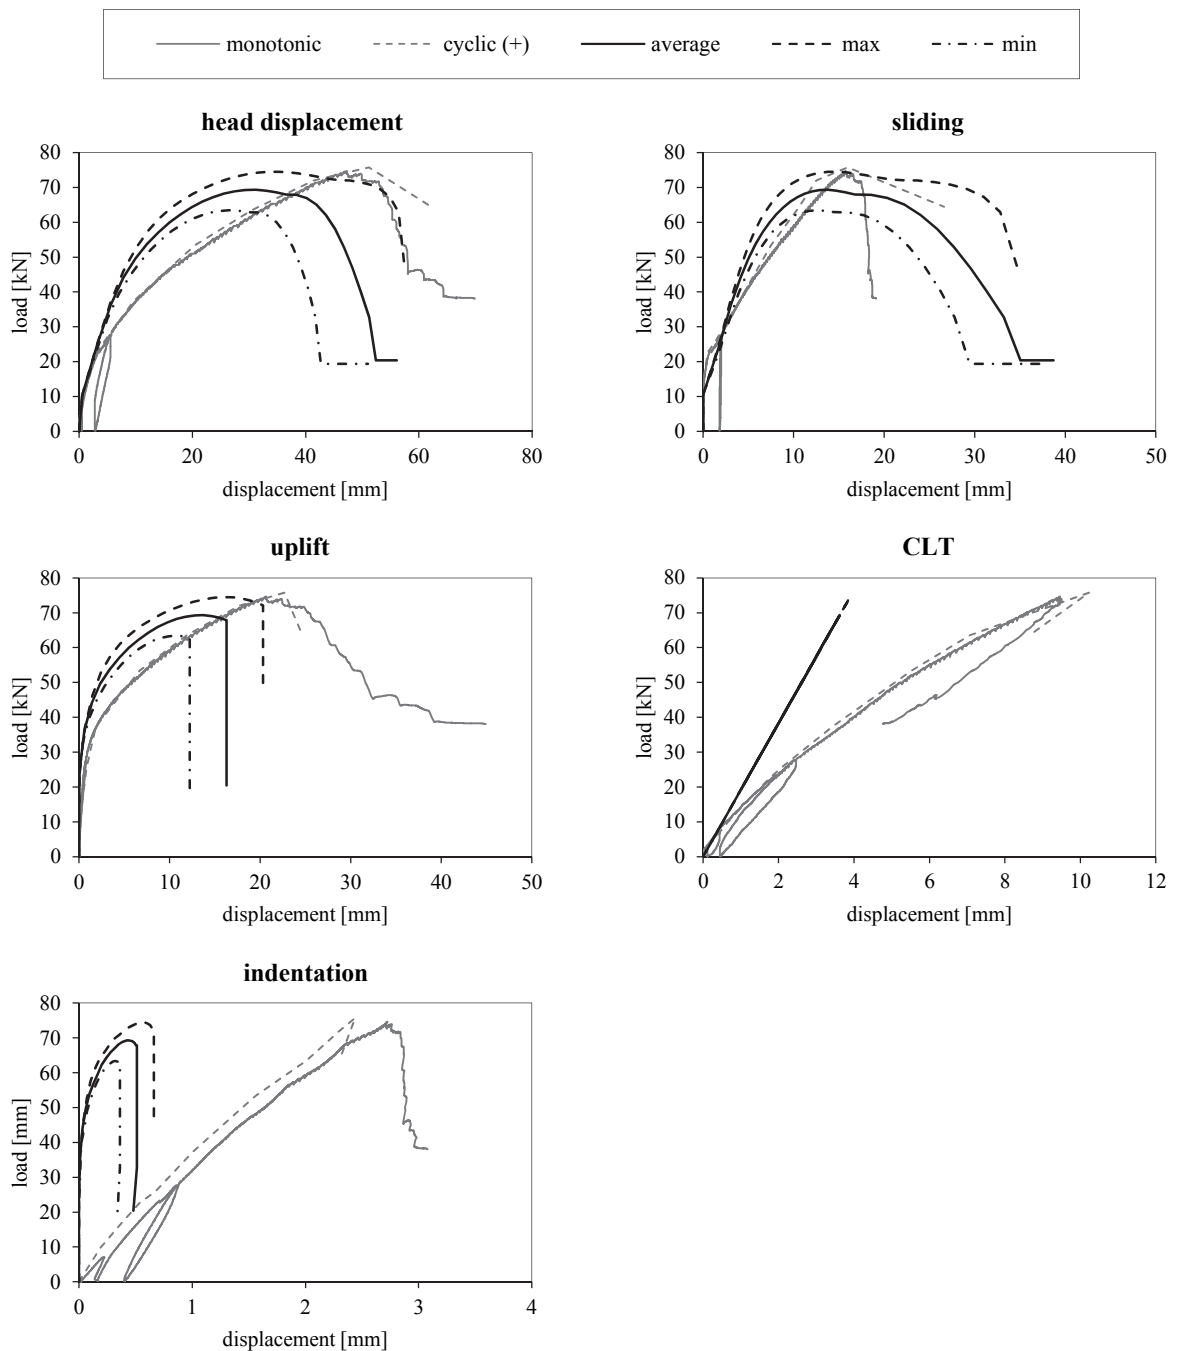 monotonic cyclic (+) average max min
head displacement
80
70
60
50
40
30
20
10
0
load [kN]
0 20 40 60 80
displacement [mm]
sliding
80
70
60
50
40
30
20
10
0
load [kN]
0 10 20 30 40 50
displacement [mm]
uplift
80
70
60
50
40
30
20
10
0
load [kN]
0 10 20 30 40 50
displacement [mm]
CLT
80
70
60
50
40
30
20
10
0
load [kN]
0 2 4 6 8 10 12
displacement [mm]
indentation
80
70
60
50
40
30
20
10
0
load [mm]
0 1 2 3 4
displacement [mm]